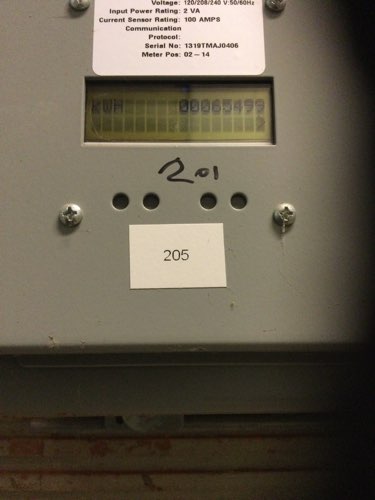 Voltage: 120/208/240 V:50/60Hz
Input Power Rating: 2 VA
Current Sensor Rating: 100 AMPS
Communication
Protocol:
Serial No: 1319TMAJ0406
Meter Pos: 02-14
KWH
201
205